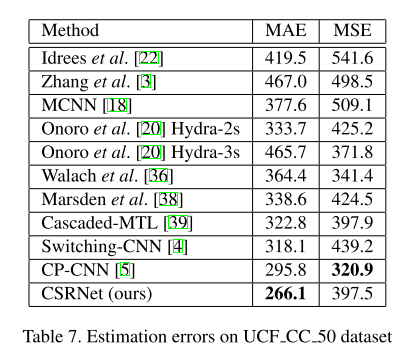 Method MAE MSE
Idrees et al. [22] 419.5 541.6
Zhang et al. [3] 467.0 498.5
MCNN [18] 377.6 509.1
Onoro et al. [20] Hydra-2s 333.7 425.2
Onoro et al. [20] Hydra-3s 465.7 371.8
Walach et al. [36] 364.4 341.4
Marsden et al. [38] 338.6 424.5
Cascaded-MTL [39] 322.8 397.9
Switching-CNN [4] 318.1 439.2
CP-CNN [5] 295.8 320.9
CSRNet (ours) 266.1 397.5
Table 7. Estimation errors on UCF_CC_50 dataset